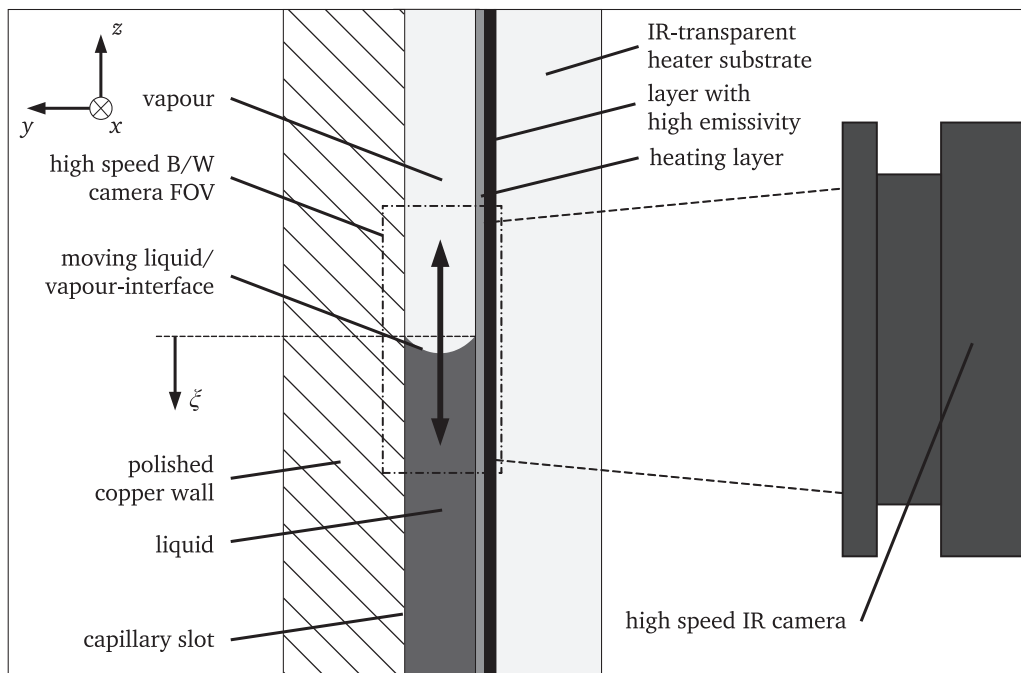 z
y
x
vapour
high speed B/W
camera FOV
moving liquid/
vapour-interface
ξ
polished
copper wall
liquid
capillary slot
IR-transparent
heater substrate
layer with
high emissivity
heating layer
high speed IR camera